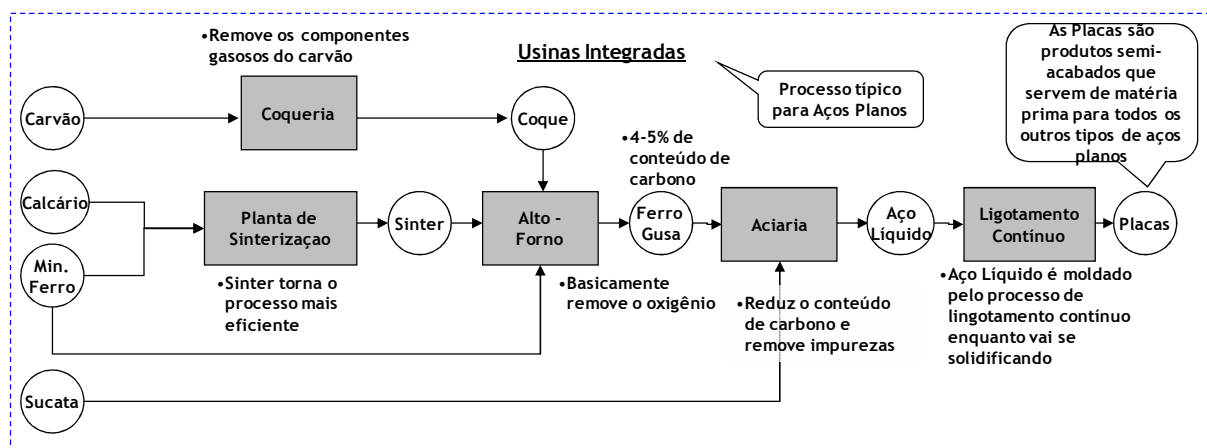 Usinas Integradas
•Remove os componentes
gasosos do carvão
Carvão
Coqueria
Coque
Processo típico
para Aços Planos
As Placas são
produtos semi-
acabados que
servem de matéria
prima para todos os
outros tipos de aços
planos
•4-5% de
conteúdo de
carbono
Calcário
Min.
Ferro
Planta de
Sinterizaçao
•Sinter torna o
processo mais
eficiente
Sinter
Alto -
Forno
•Basicamente
remove o oxigênio
Ferro
Gusa
Aciaria
•Reduz o conteúdo
de carbono e
remove impurezas
Aço
Líquido
Ligotamento
Contínuo
•Aço Líquido é moldado
pelo processo de
lingotamento contínuo
enquanto vai se
solidificando
Placas
Sucata